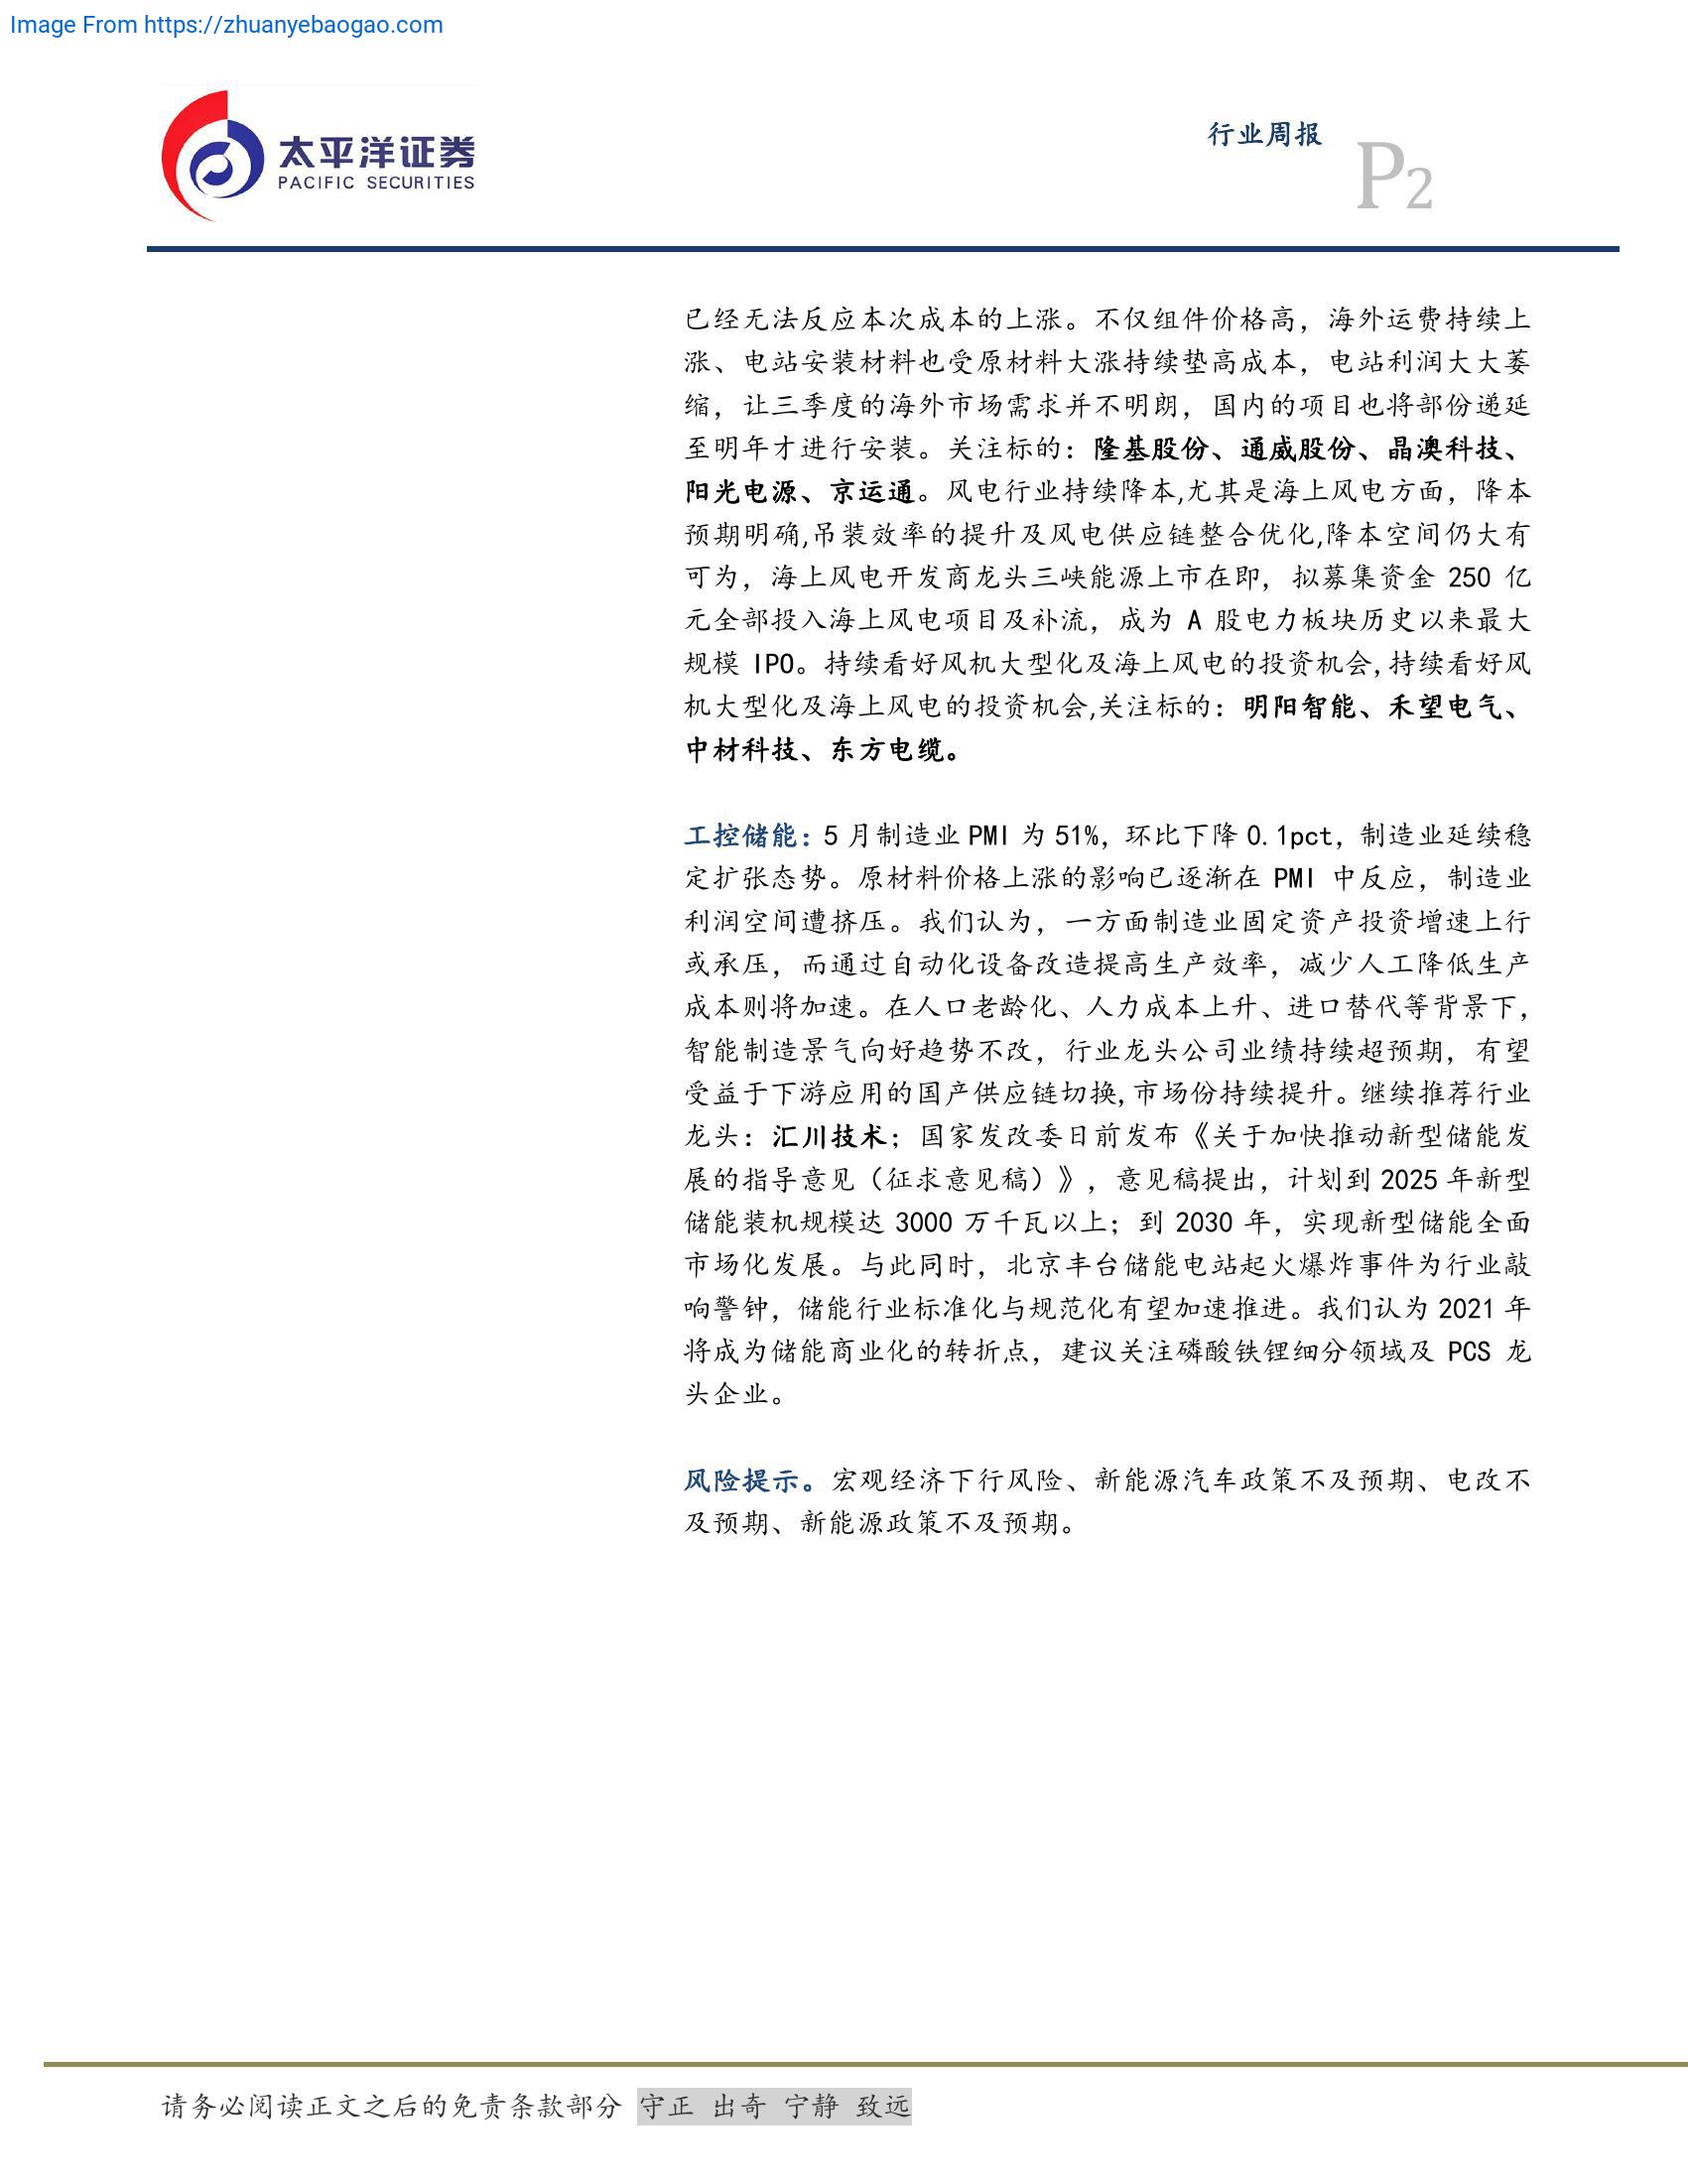 Image From https://zhuanyebaogao.com
太平洋证券
PACIFIC SECURITIES
行业周报
P2
已经无法反应本次成本的上涨。不仅组件价格高，海外运费持续上
涨、电站安装材料也受原材料大涨持续垫高成本，电站利润大大萎
缩，让三季度的海外市场需求并不明朗，国内的项目也将部份递延
至明年才进行安装。关注标的：隆基股份、通威股份、晶澳科技、
阳光电源、京运通。风电行业持续降本,尤其是海上风电方面，降本
预期明确,吊装效率的提升及风电供应链整合优化,降本空间仍大有
可为，海上风电开发商龙头三峡能源上市在即，拟募集资金 250 亿
元全部投入海上风电项目及补流，成为 A 股电力板块历史以来最大
规模 IPO。持续看好风机大型化及海上风电的投资机会,持续看好风
机大型化及海上风电的投资机会,关注标的：明阳智能、禾望电气、
中材科技、东方电缆。
工控储能：5 月制造业 PMI 为 51%，环比下降 0.1pct，制造业延续稳
定扩张态势。原材料价格上涨的影响已逐渐在 PMI 中反应，制造业
利润空间遭挤压。我们认为，一方面制造业固定资产投资增速上行
或承压，而通过自动化设备改造提高生产效率，减少人工降低生产
成本则将加速。在人口老龄化、人力成本上升、进口替代等背景下，
智能制造景气向好趋势不改，行业龙头公司业绩持续超预期，有望
受益于下游应用的国产供应链切换,市场份持续提升。继续推荐行业
龙头：汇川技术；国家发改委日前发布《关于加快推动新型储能发
展的指导意见（征求意见稿）》，意见稿提出，计划到 2025 年新型
储能装机规模达 3000 万千瓦以上；到 2030 年，实现新型储能全面
市场化发展。与此同时，北京丰台储能电站起火爆炸事件为行业敲
响警钟，储能行业标准化与规范化有望加速推进。我们认为 2021 年
将成为储能商业化的转折点，建议关注磷酸铁锂细分领域及 PCS 龙
头企业。
风险提示。宏观经济下行风险、新能源汽车政策不及预期、电改不
及预期、新能源政策不及预期。
请务必阅读正文之后的免责条款部分 守正 出奇 宁静 致远